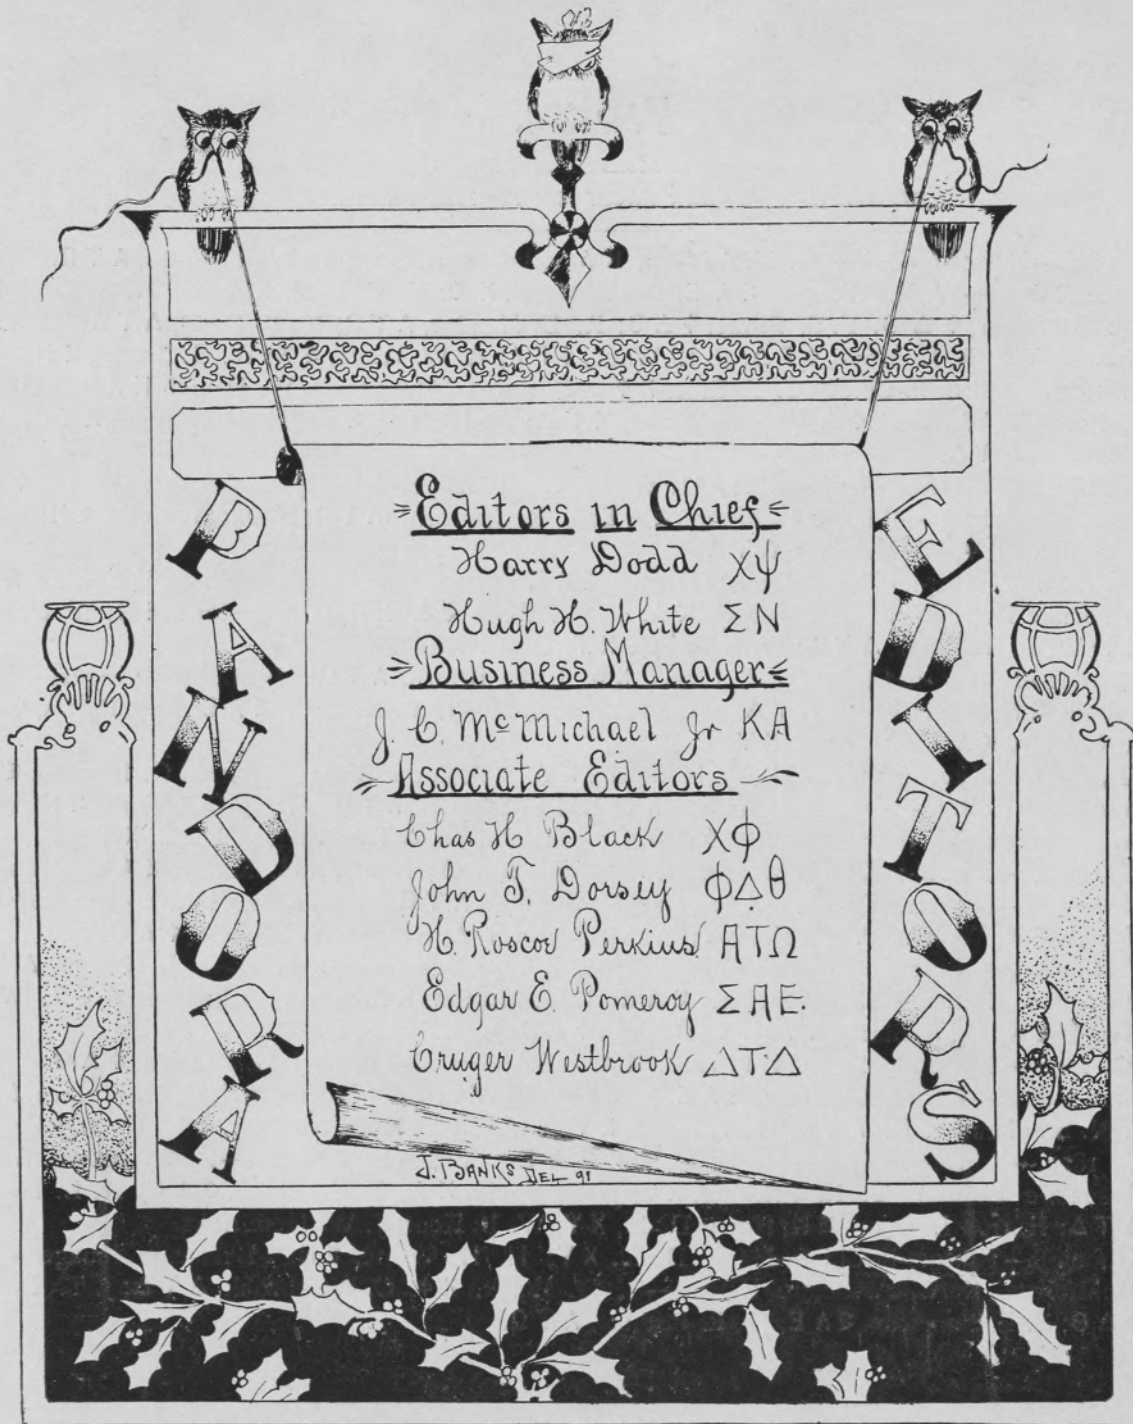 PANDORA
EDITORS
Editors in Chief
Harry Dodd ΧΨ
Hugh H. White ΣΝ
Business Manager
J. C. McMichael Jr ΚΑ
Associate Editors
Chas H Black ΧΦ
John T. Dorsey ΦΔΘ
H. Roscoe Perkins ΑΤΩ
Edgar E. Pomeroy ΣΑΕ.
Cruger Westbrook ΔΤΔ
J. BANKS DEL 91